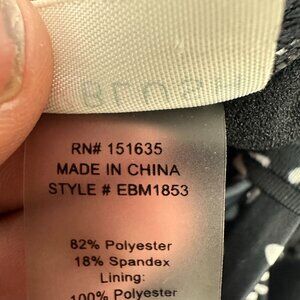 RN# 151635
MADE IN CHINA
STYLE # EBM1853
82% Polyester
18% Spandex
Lining:
100% Polyester